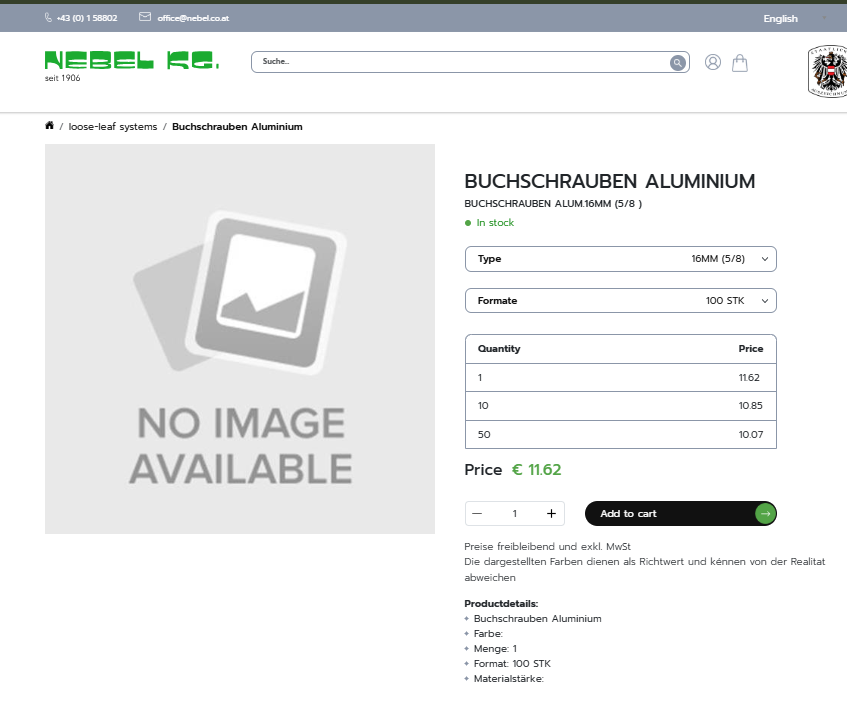 +43 (0) 1 58802 office@nebel.co.at English
NEBEL KG.
seit 1906
Suche..
/ loose-leaf systems / Buchschrauben Aluminium
NO IMAGE
AVAILABLE
BUCHSCHRAUBEN ALUMINIUM
BUCHSCHRAUBEN ALUM.16MM (5/8 )
In stock
Type 16MM (5/8)
Formate 100 STK
Quantity Price
1 11.62
10 10.85
50 10.07
Price € 11.62
1
Add to cart
Preise freibleibend und exkl. MwSt
Die dargestellten Farben dienen als Richtwert und kénnen von der Realitat
abweichen
Productdetails:
Buchschrauben Aluminium
Farbe:
Menge: 1
Format: 100 STK
Materialstärke: